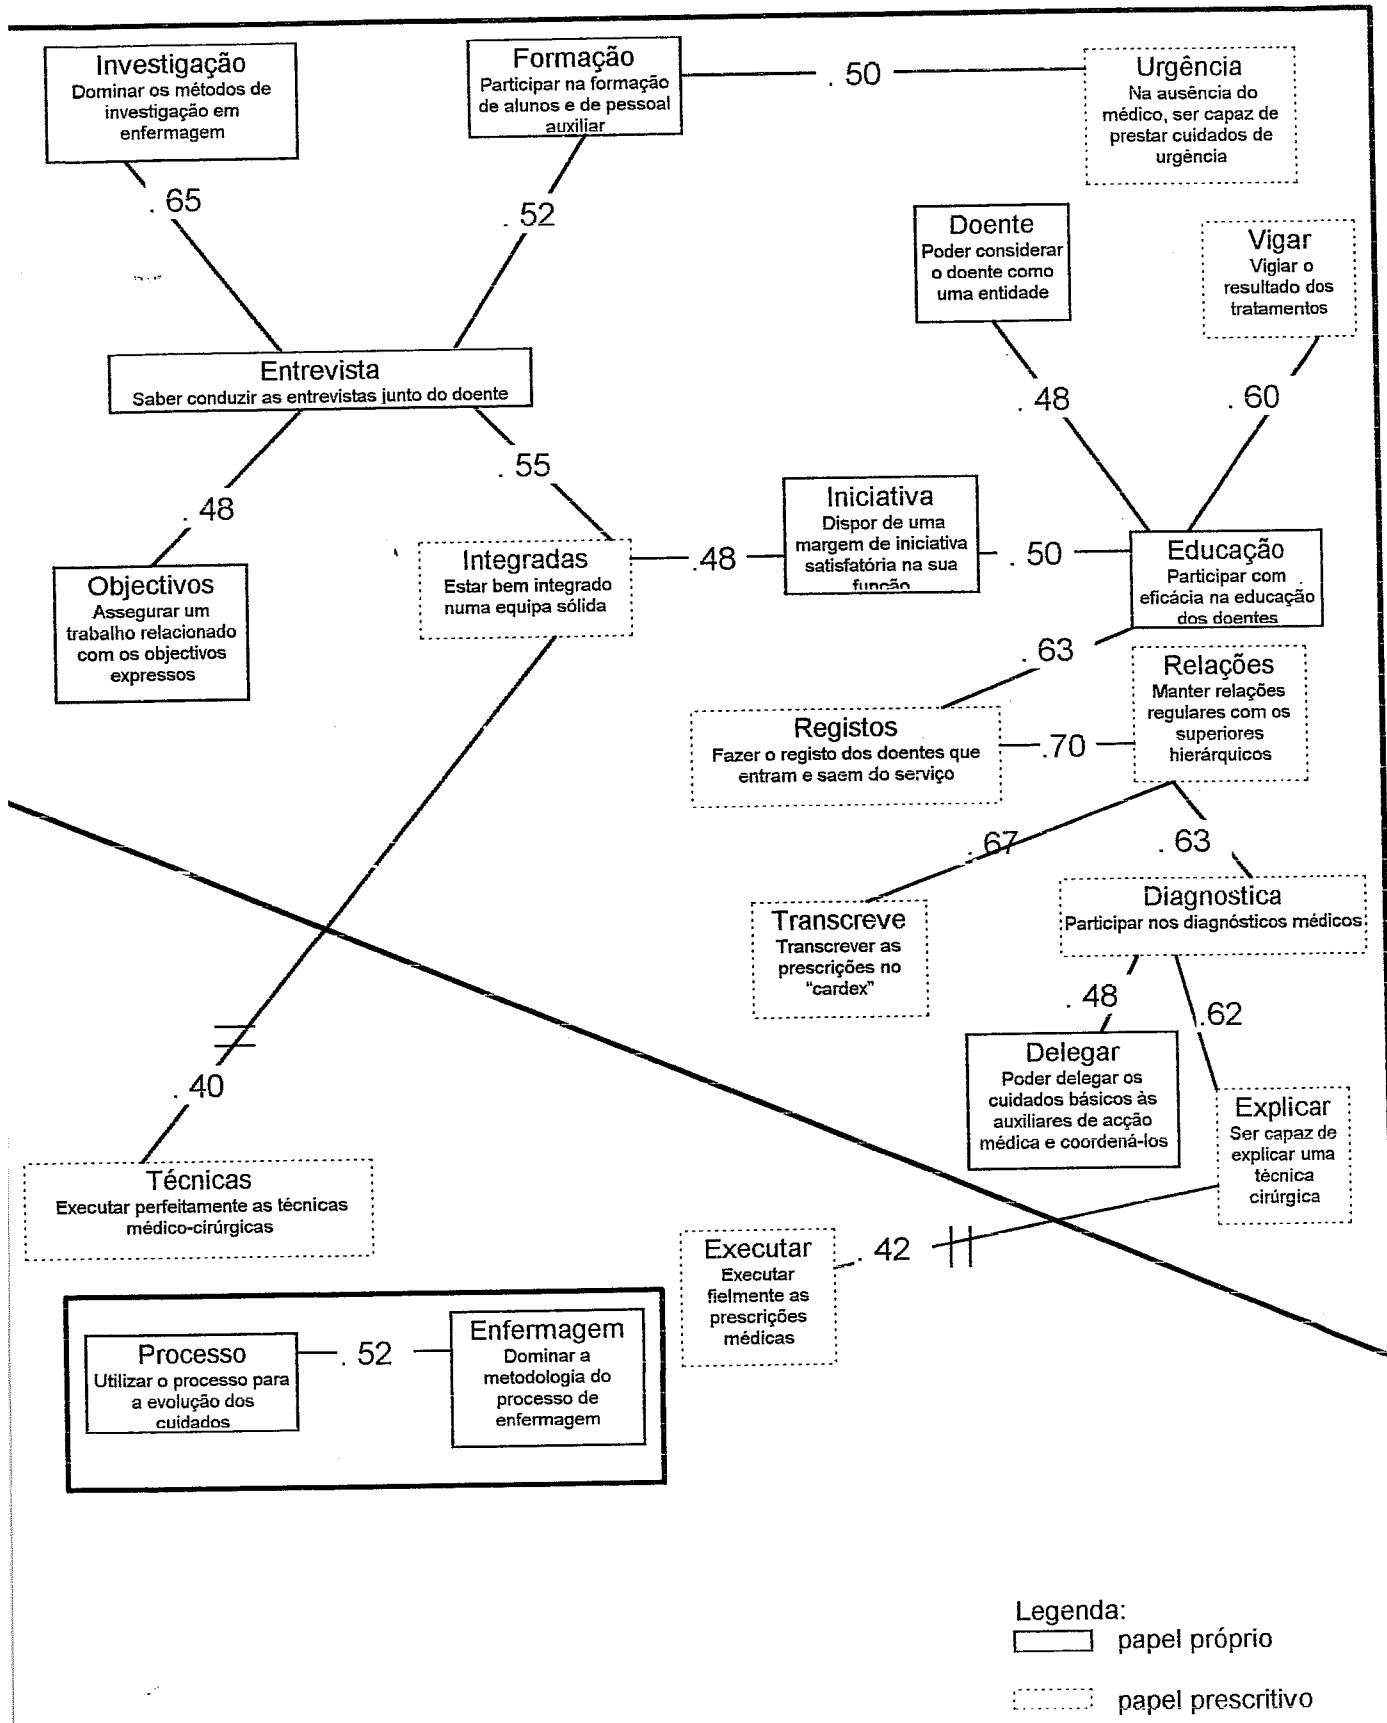 Investigação
Dominar os métodos de
investigação em
enfermagem
Formação
Participar na formação
de alunos e de pessoal
auxiliar
. 50
Urgência
Na ausência do
médico, ser capaz de
prestar cuidados de
urgência
. 65
. 52
Doente
Poder considerar
o doente como
uma entidade
Vigar
Vigiar o
resultado dos
tratamentos
Entrevista
Saber conduzir as entrevistas junto do doente
. 48
. 60
. 55
. 48
Iniciativa
Dispor de uma
margem de iniciativa
satisfatória na sua
função
Integradas
Estar bem integrado
numa equipa sólida
.48
. 50
Educação
Participar com
eficácia na educação
dos doentes
Objectivos
Assegurar um
trabalho relacionado
com os objectivos
expressos
. 63
Relações
Manter relações
regulares com os
superiores
hierárquicos
Registos
Fazer o registo dos doentes que
entram e saem do serviço
.70
. 67
. 63
Transcreve
Transcrever as
prescrições no
“cardex”
Diagnostica
Participar nos diagnósticos médicos
. 48
.62
Delegar
Poder delegar os
cuidados básicos às
auxiliares de acção
médica e coordená-los
Explicar
Ser capaz de
explicar uma
técnica
cirúrgica
. 40
Técnicas
Executar perfeitamente as técnicas
médico-cirúrgicas
Executar
Executar
fielmente as
prescrições
médicas
. 42
Processo
Utilizar o processo para
a evolução dos
cuidados
. 52
Enfermagem
Dominar a
metodologia do
processo de
enfermagem
Legenda:
papel próprio
papel prescritivo